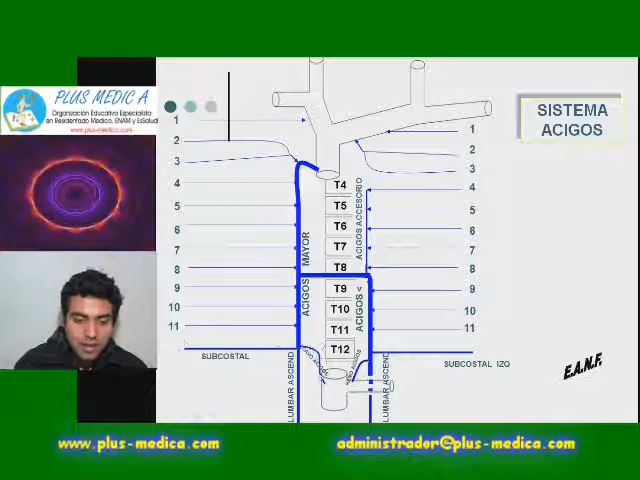 PLUS MEDIC A
Organización Educativa Especialista
en Residentado Medico, ENAM y EsSalud
www.plus-medica.com
SISTEMA
ACIGOS
1
2
3
4
5
6
7
8
9
10
11
SUBCOSTAL
T4
T5
T6
T7
T8
T9
T10
T11
T12
ACIGOS MAYOR
ACIGOS ACCESORIO
ACIGOS
LUMBAR ASCEND
LUMBAR ASCEND
1
2
3
4
5
6
7
8
9
10
11
SUBCOSTAL IZQ
E.A.N.F.
www.plus-medica.com
administrador@plus-medica.com